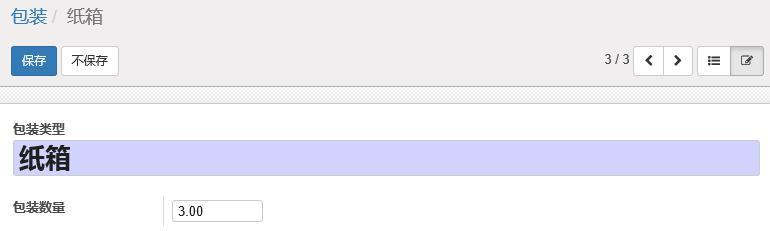 包装 / 纸箱
保存 不保存 3 / 3
包装类型
纸箱
包装数量 3.00